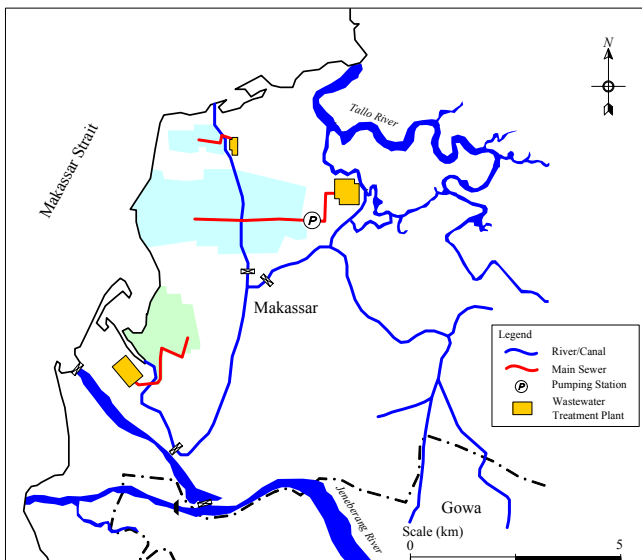 N
Tallo River
Makassar Strait
P
Makassar
Legend
River/Canal
Main Sewer
P Pumping Station
Wastewater
Treatment Plant
Jeneberang River
Gowa
Scale (km)
0 5